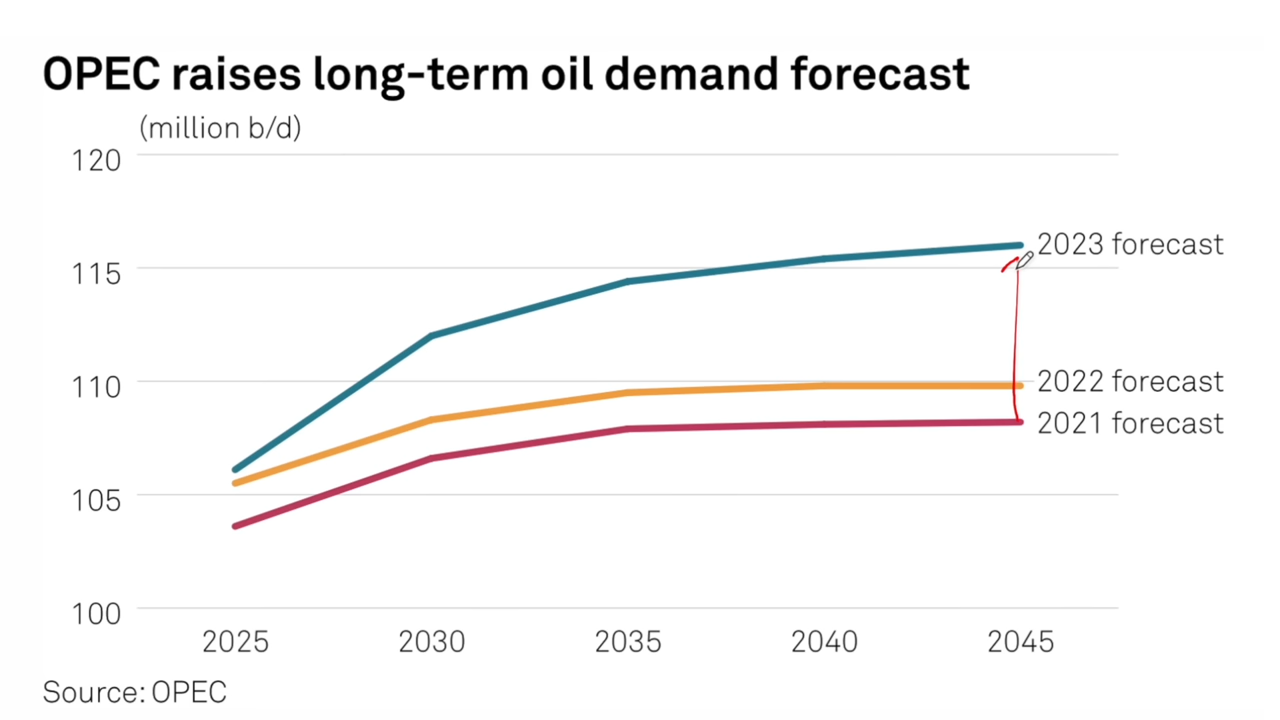 OPEC raises long-term oil demand forecast
(million b/d)
120
115
110
105
100
2023 forecast
2022 forecast
2021 forecast
2025 2030 2035 2040 2045
Source: OPEC